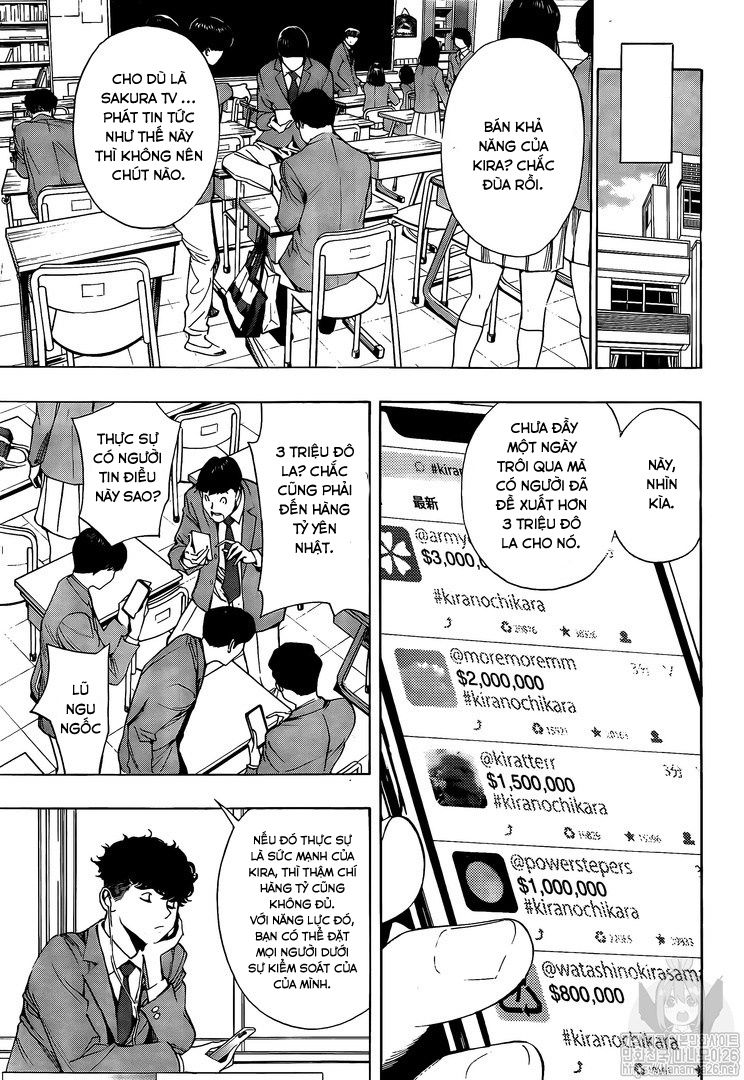 BÁN KHẢ
NĂNG CỦA
KIRA? CHẮC
ĐÙA RỒI.
CHO DÙ LÀ
SAKURA TV ...
PHÁT TIN TỨC
NHƯ THẾ NÀY
THÌ KHÔNG NÊN
CHÚT NÀO.
NÀY,
NHÌN
KÌA.
CHƯA ĐẦY
MỘT NGÀY
TRÔI QUA MÀ
CÓ NGƯỜI ĐÃ
ĐỀ XUẤT HƠN
3 TRIỆU ĐÔ
LA CHO NÓ.
#kiran
最新
@army
$3,000,
#kiranochikara
@moremoremm
$2,000,000
#kiranochikara
@kiratterr
$1,500,000
#kiranochikara
@powerstepers
$1,000,000
#kiranochikara
@watashinokirasama
$800,000
#kiranochikara
3 TRIỆU ĐÔ
LA? CHẮC
CŨNG PHẢI
ĐẾN HÀNG
TỶ YÊN
NHẬT.
THỰC SỰ
CÓ NGƯỜI
TIN ĐIỀU
NÀY SAO?
LŨ
NGU
NGỐC
NẾU ĐÓ THỰC SỰ
LÀ SỨC MẠNH CỦA
KIRA, THÌ THẬM CHÍ
HÀNG TỶ CŨNG
KHÔNG ĐỦ.
VỚI NĂNG LỰC ĐÓ,
BẠN CÓ THỂ ĐẶT
MỌI NGƯỜI DƯỚI
SỰ KIỂM SOÁT CỦA
CỦA MÌNH.